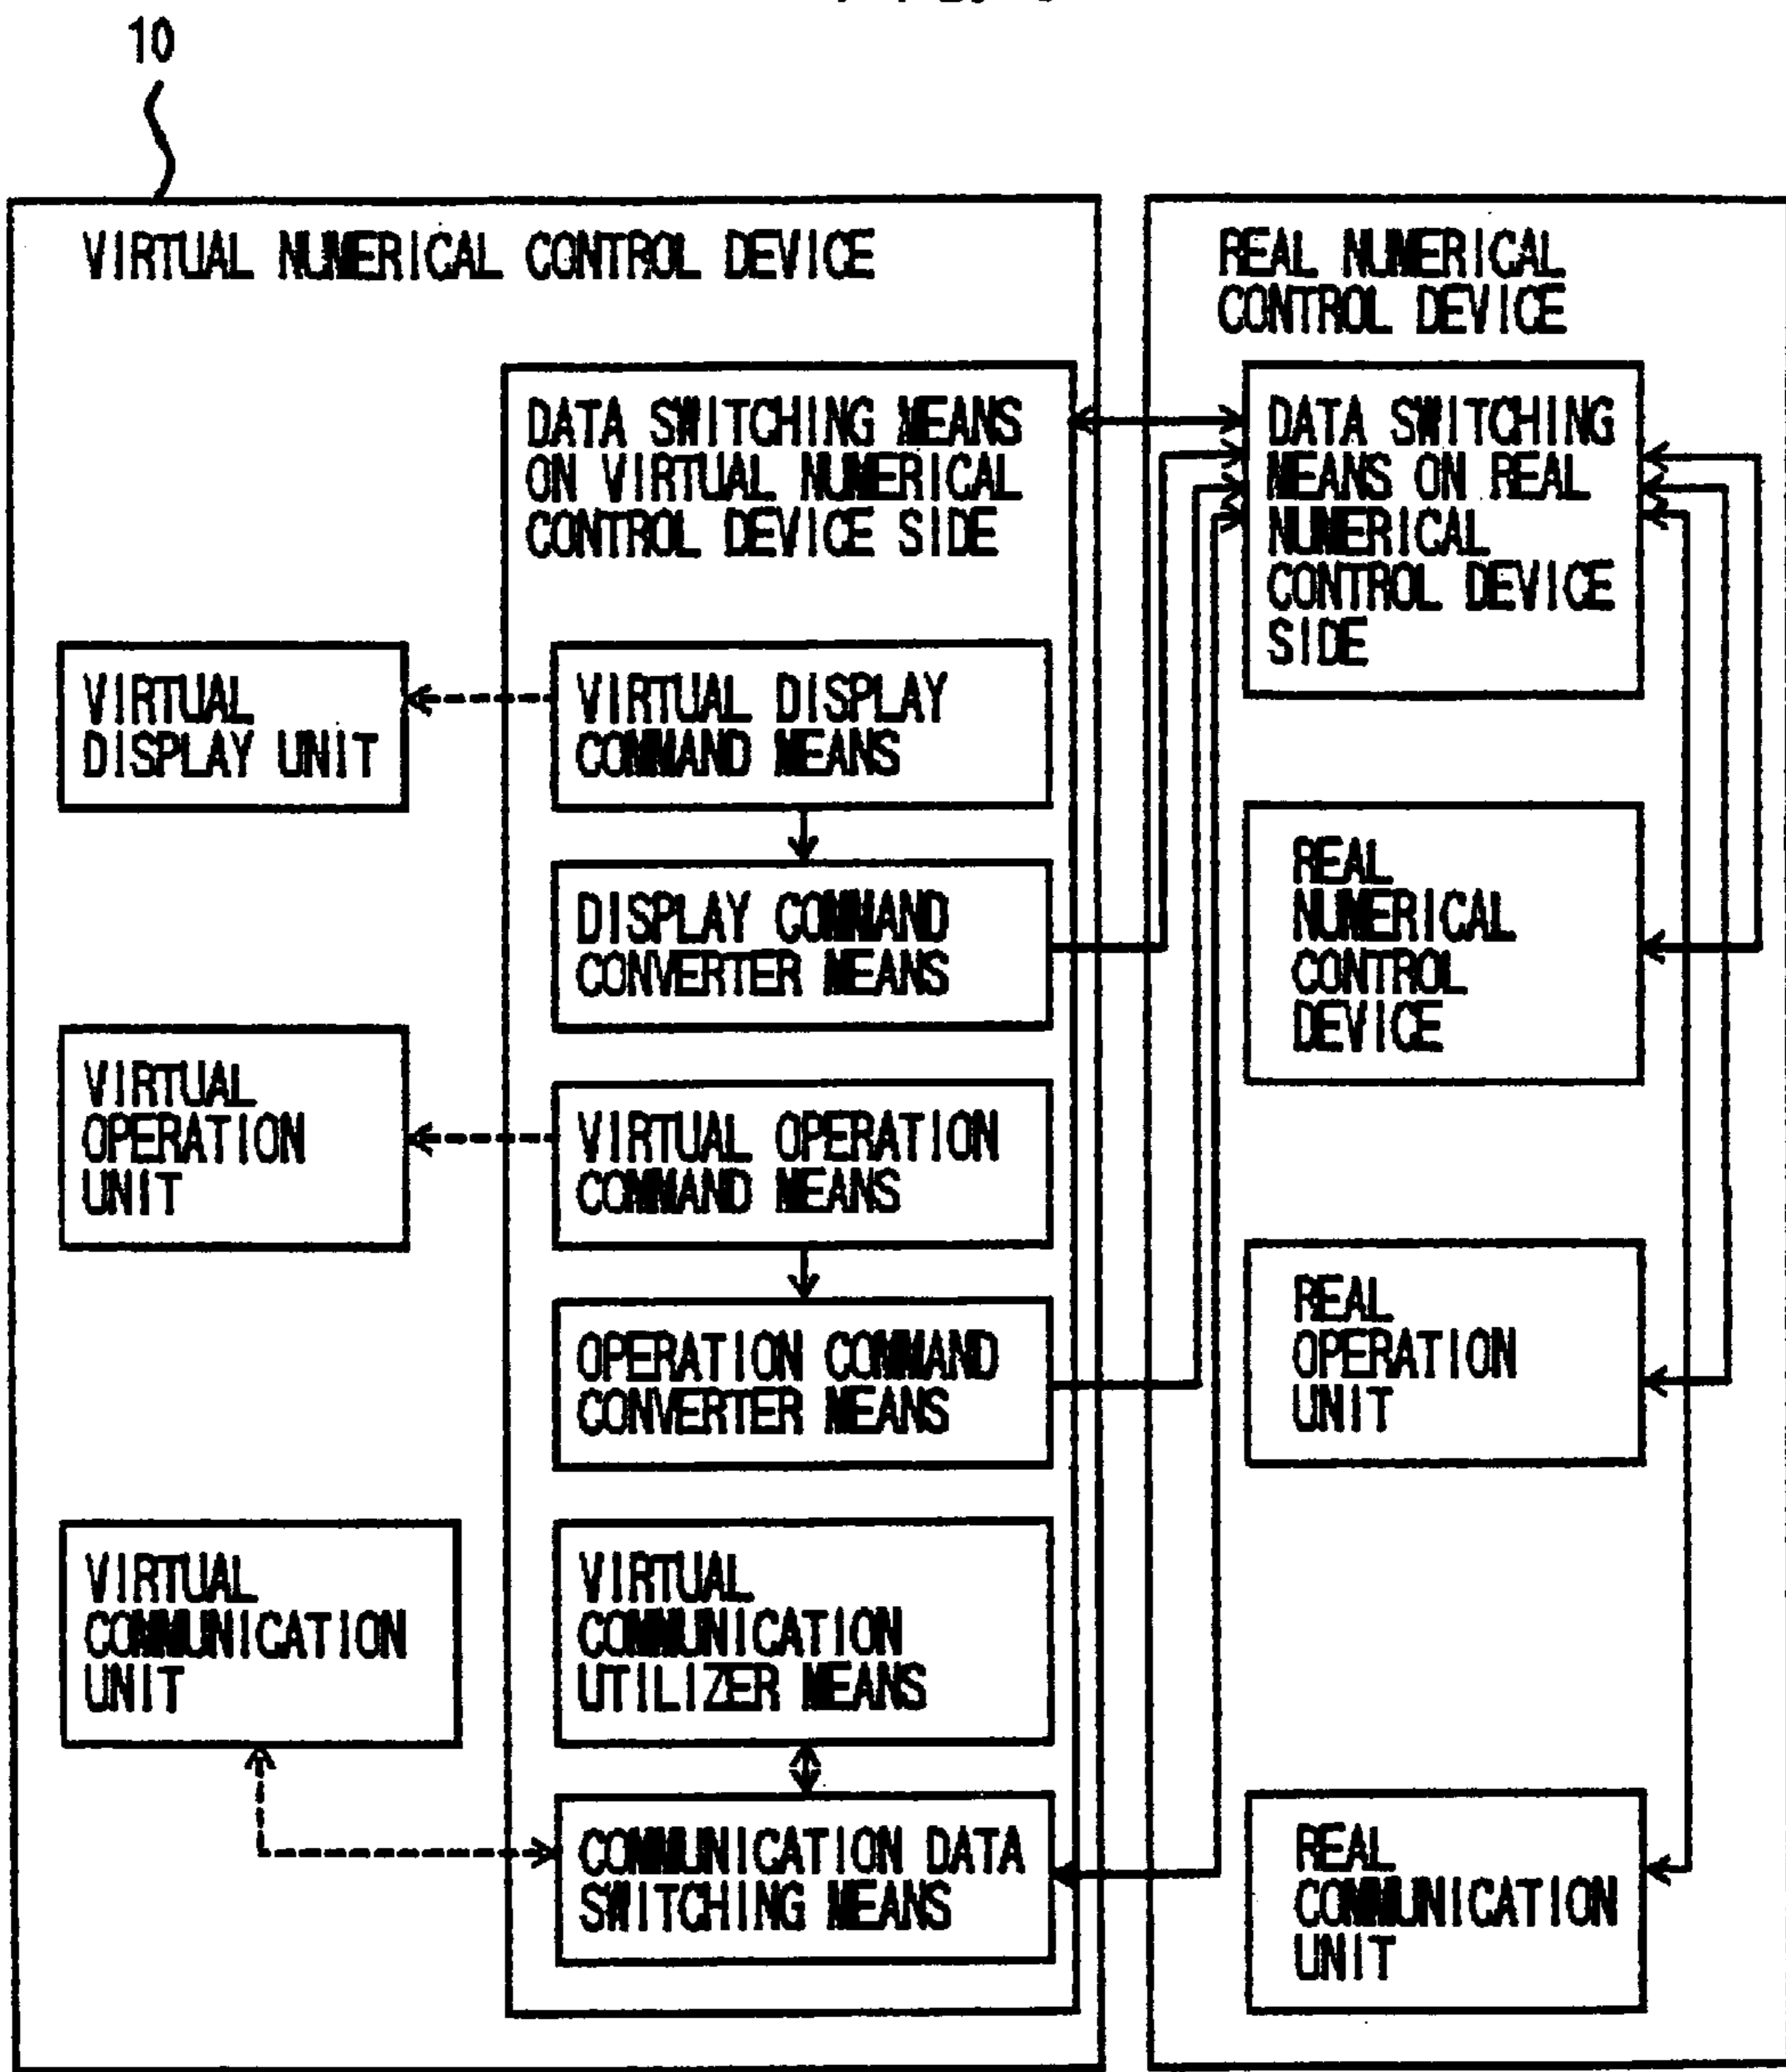 10
VIRTUAL NUMERICAL CONTROL DEVICE
DATA SWITCHING MEANS
ON VIRTUAL NUMERICAL
CONTROL DEVICE SIDE
VIRTUAL
DISPLAY UNIT
VIRTUAL DISPLAY
COMMAND MEANS
DISPLAY COMMAND
CONVERTER MEANS
VIRTUAL
OPERATION
UNIT
VIRTUAL OPERATION
COMMAND MEANS
OPERATION COMMAND
CONVERTER MEANS
VIRTUAL
COMMUNICATION
UNIT
VIRTUAL
COMMUNICATION
UTILIZER MEANS
COMMUNICATION DATA
SWITCHING MEANS
REAL NUMERICAL
CONTROL DEVICE
DATA SWITCHING
MEANS ON REAL
NUMERICAL
CONTROL DEVICE
SIDE
REAL
NUMERICAL
CONTROL
DEVICE
REAL
OPERATION
UNIT
REAL
COMMUNICATION
UNIT